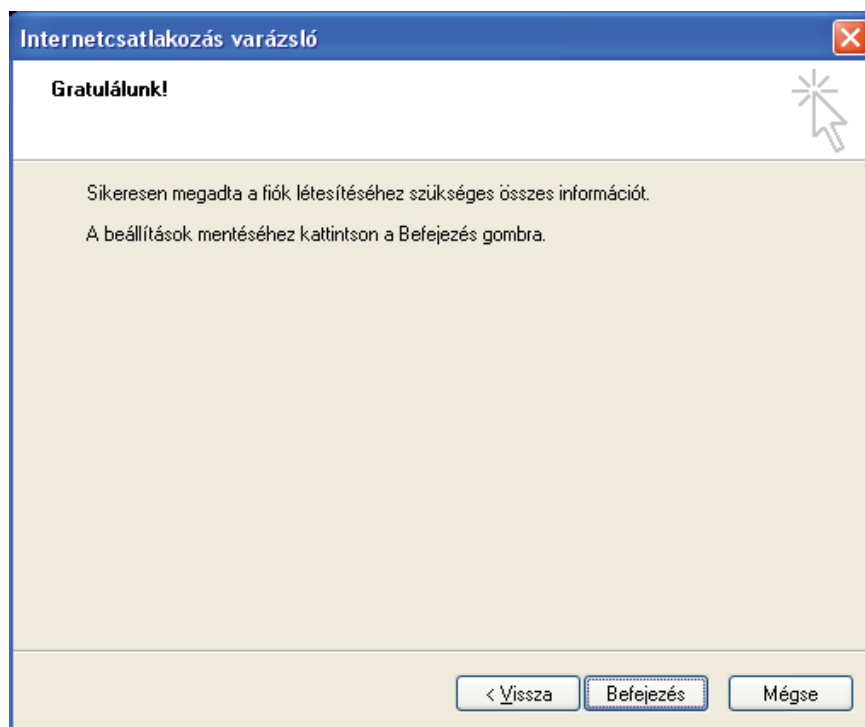 Internetcsatlakozás varázsló
Gratulálunk!
Sikeresen megadta a fiók létesítéséhez szükséges összes információt.
A beállítások mentéséhez kattintson a Befejezés gombra.
< Vissza Befejezés Mégse